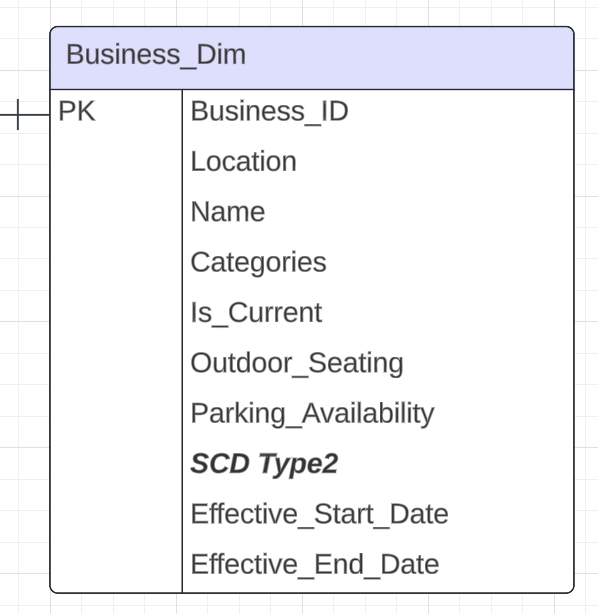 Business_Dim
PK Business_ID
Location
Name
Categories
Is_Current
Outdoor_Seating
Parking_Availability
SCD Type2
Effective_Start_Date
Effective_End_Date